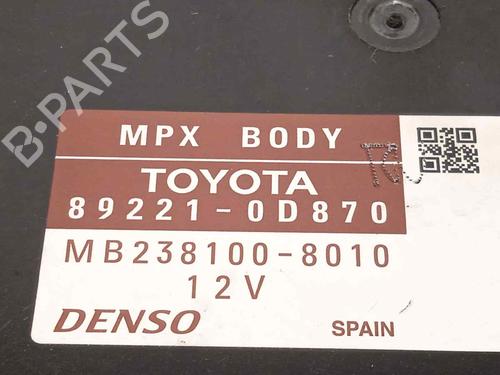 B-PARTS
MPX BODY
TOYOTA
89221-0D870
MB238100-8010
12V
DENSO
SPAIN